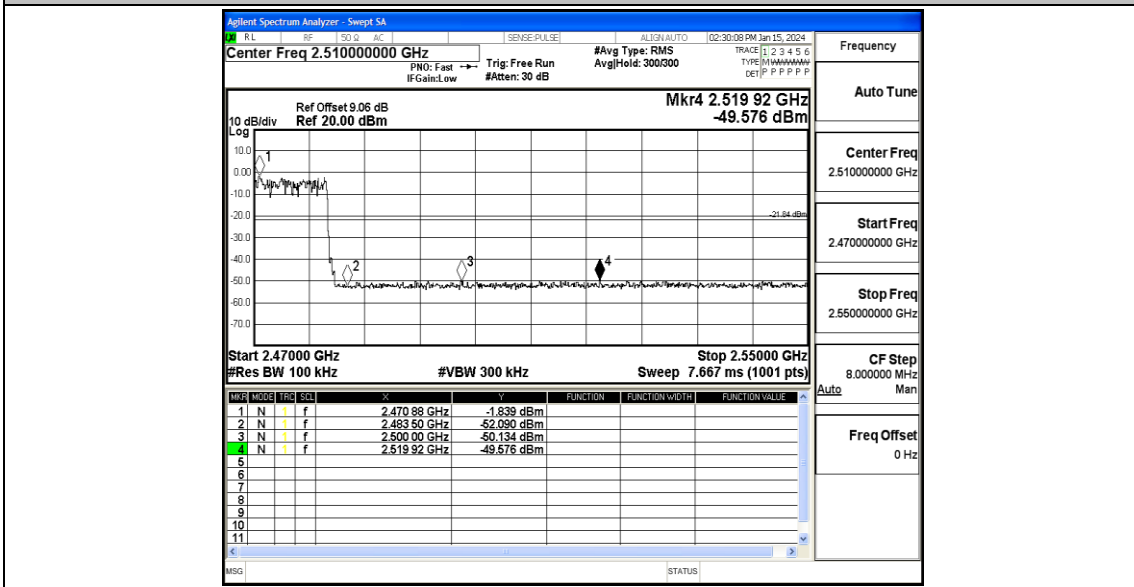 Agilent Spectrum Analyzer - Swept SA
LXI RL RF 50 Ω AC SENSE:PULSE ALIGN AUTO 02:30:08 PM Jan 15, 2024
Center Freq 2.510000000 GHz
PNO: Fast
IFGain:Low
Trig: Free Run
#Atten: 30 dB
#Avg Type: RMS
Avg|Hold: 300/300
TRACE 1 2 3 4 5 6
TYPE M
DET P P P P P P
Ref Offset 9.06 dB
10 dB/div Ref 20.00 dBm
Log
Mkr4 2.519 92 GHz
-49.576 dBm
10.0
0.00
-10.0
-20.0
-30.0
-40.0
-50.0
-60.0
-70.0
1
2
3
4
-21.84 dBm
Start 2.47000 GHz Stop 2.55000 GHz
#Res BW 100 kHz #VBW 300 kHz Sweep 7.667 ms (1001 pts)
MKR MODE TRC SCL X Y FUNCTION FUNCTION WIDTH FUNCTION VALUE
1 N 1 f 2.470 88 GHz -1.839 dBm
2 N 1 f 2.483 50 GHz -52.090 dBm
3 N 1 f 2.500 00 GHz -50.134 dBm
4 N 1 f 2.519 92 GHz -49.576 dBm
5
6
7
8
9
10
11
MSG STATUS
Frequency
Auto Tune
Center Freq
2.510000000 GHz
Start Freq
2.470000000 GHz
Stop Freq
2.550000000 GHz
CF Step
8.000000 MHz
Auto Man
Freq Offset
0 Hz